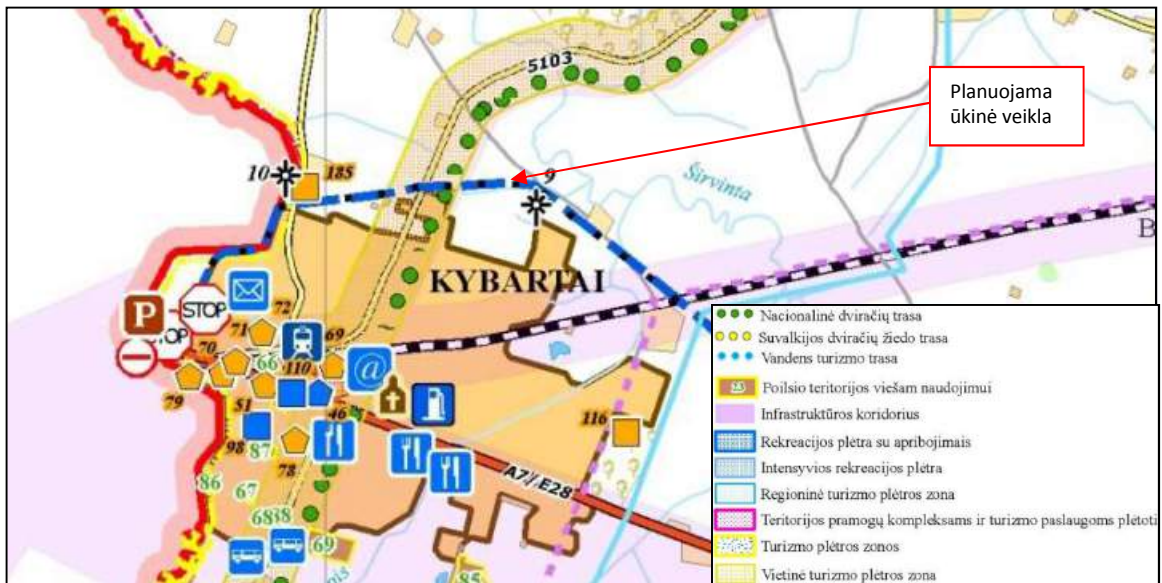 5103
Planuojama
ūkinė veikla
10
185
9
Širvinta
B
KYBARTAI
P
STOP
72
71
69
70
66
110
@
79
51
46
116
98
87
78
A7/E28
86
67
68
88
69
85
Nacionalinė dviračių trasa
Suvalkijos dviračių žiedo trasa
Vandens turizmo trasa
23 Poilsio teritorijos viešam naudojimui
Infrastruktūros koridorius
Rekreacijos plėtra su apribojimais
Intensyvios rekreacijos plėtra
Regioninė turizmo plėtros zona
Teritorijos pramogų kompleksams ir turizmo paslaugoms plėtoti
Turizmo plėtros zonos
Vietinė turizmo plėtros zona